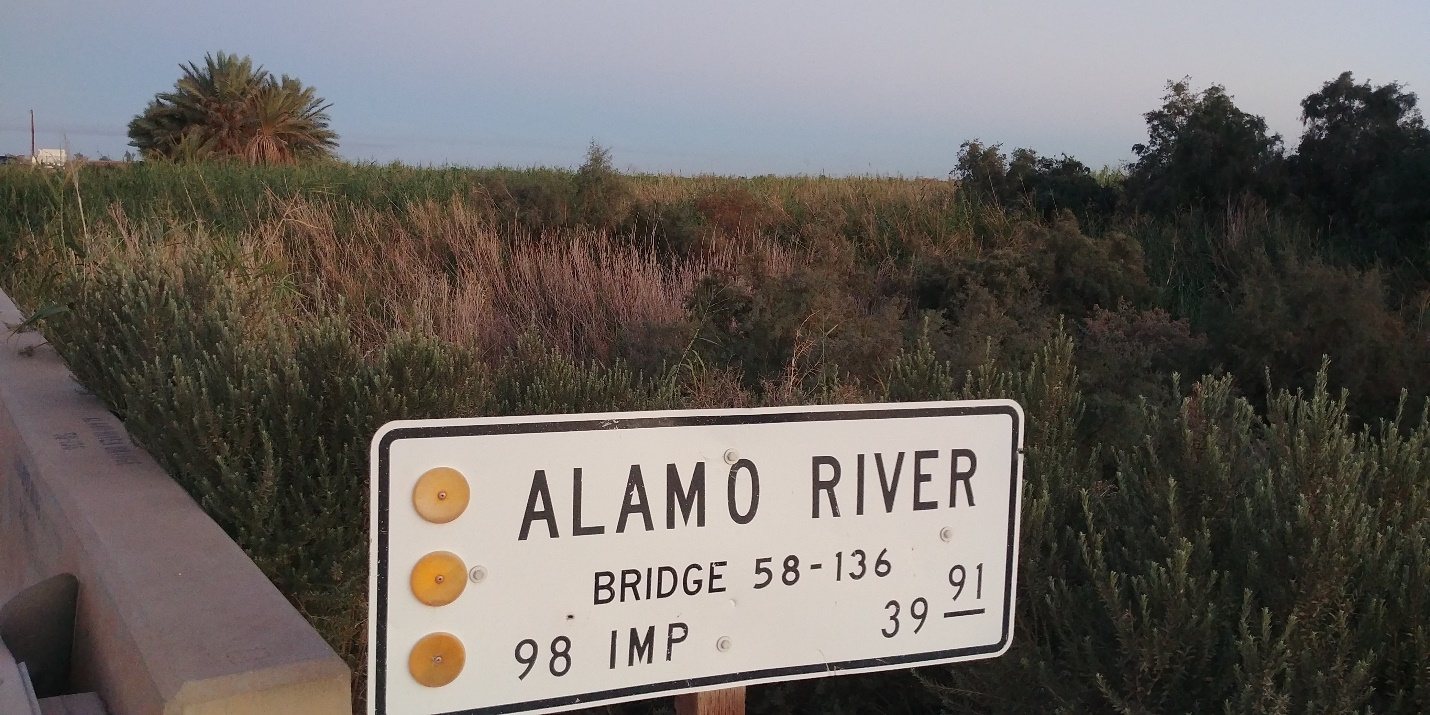 ALAMO RIVER
BRIDGE 58-136
98 IMP 39 91